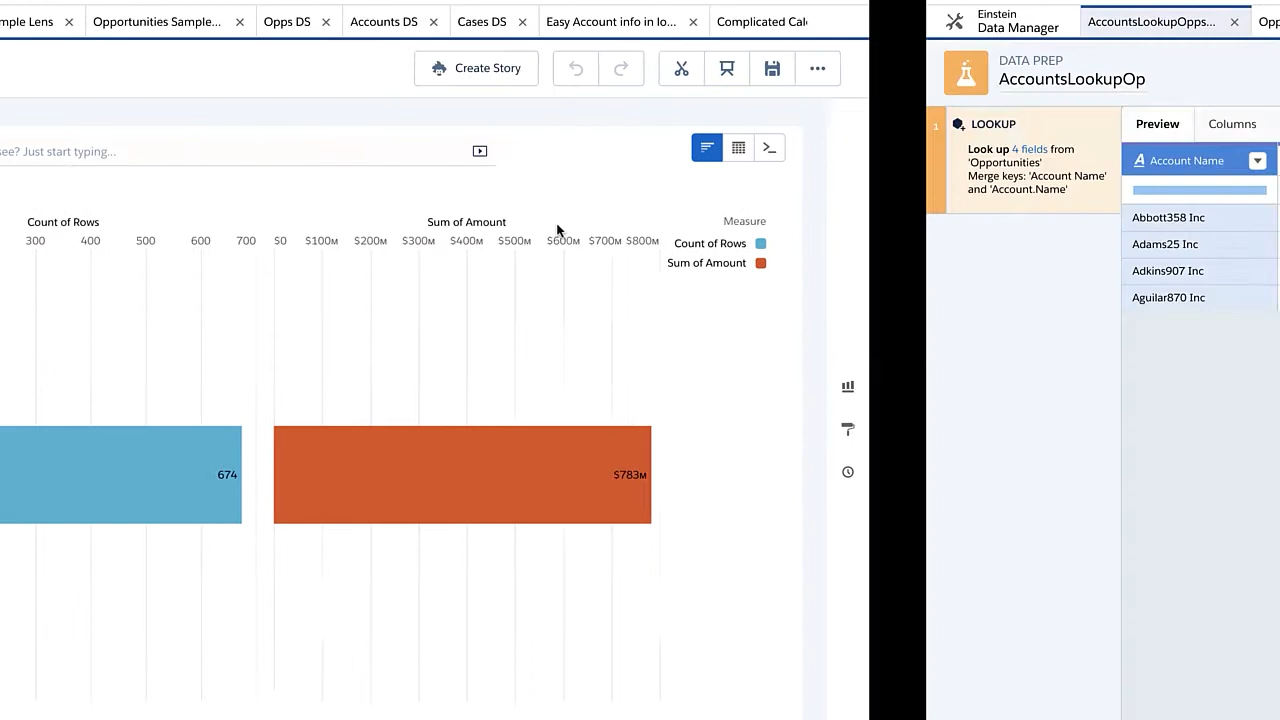 mple Lens
Opportunities Sample...
Opps DS
Accounts DS
Cases DS
Easy Account info in lo...
Complicated Cal
Create Story
see? Just start typing...
Count of Rows
300 400 500 600 700
Sum of Amount
$0 $100M $200M $300M $400M $500M $600M $700M $800M
Measure
Count of Rows
Sum of Amount
674
$783M
Einstein
Data Manager
AccountsLookupOpps...
Opp
DATA PREP
AccountsLookupOp
1
LOOKUP
Look up 4 fields from
'Opportunities'
Merge keys: 'Account Name'
and 'Account.Name'
Preview
Columns
A Account Name
Abbott358 Inc
Adams25 Inc
Adkins907 Inc
Aguilar870 Inc